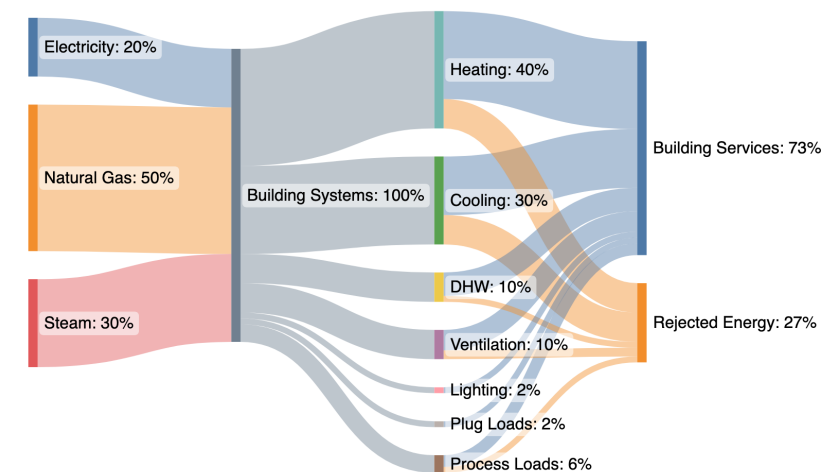 Electricity: 20%
Natural Gas: 50%
Steam: 30%
Building Systems: 100%
Heating: 40%
Cooling: 30%
DHW: 10%
Ventilation: 10%
Lighting: 2%
Plug Loads: 2%
Process Loads: 6%
Building Services: 73%
Rejected Energy: 27%